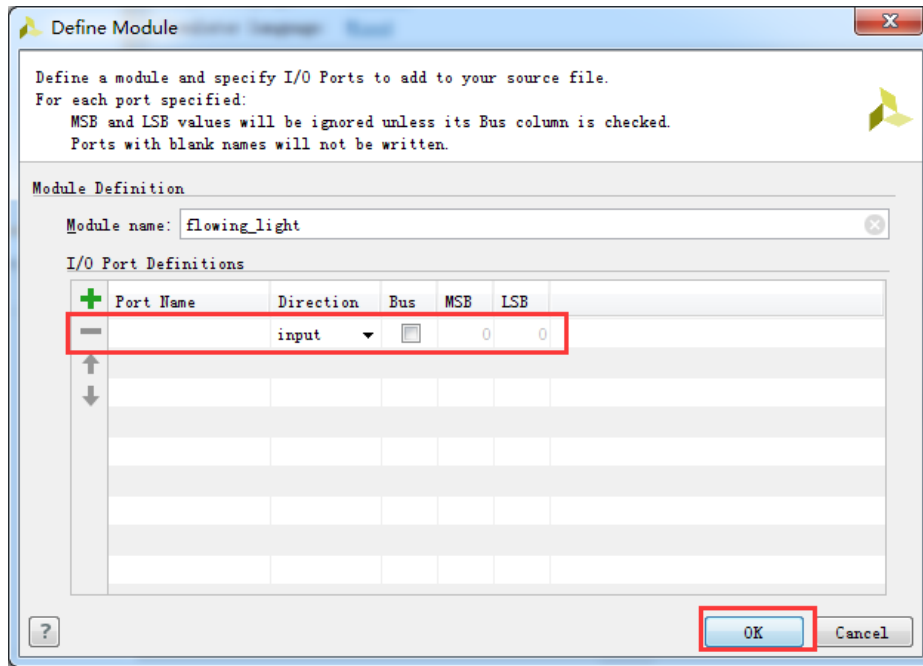 Define Module
Define a module and specify I/O Ports to add to your source file.
For each port specified:
MSB and LSB values will be ignored unless its Bus column is checked.
Ports with blank names will not be written.
Module Definition
Module name: flowing_light
I/O Port Definitions
Port Name Direction Bus MSB LSB
input 0 0
? OK Cancel